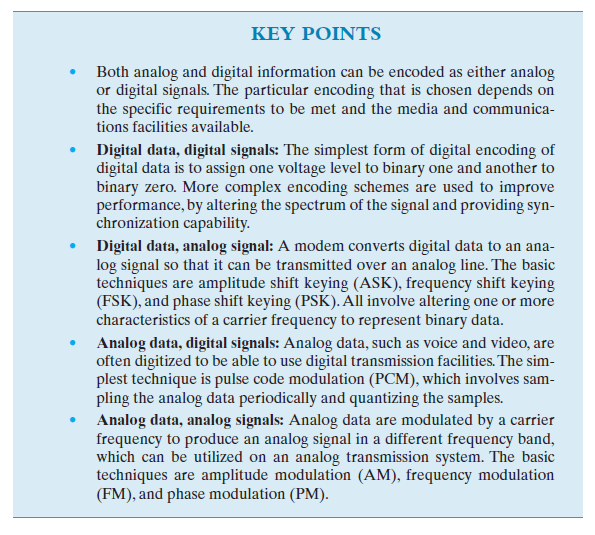 KEY POINTS
• Both analog and digital information can be encoded as either analog
or digital signals. The particular encoding that is chosen depends on
the specific requirements to be met and the media and communica-
tions facilities available.
• Digital data, digital signals: The simplest form of digital encoding of
digital data is to assign one voltage level to binary one and another to
binary zero. More complex encoding schemes are used to improve
performance, by altering the spectrum of the signal and providing syn-
chronization capability.
• Digital data, analog signal: A modem converts digital data to an ana-
log signal so that it can be transmitted over an analog line. The basic
techniques are amplitude shift keying (ASK), frequency shift keying
(FSK), and phase shift keying (PSK). All involve altering one or more
characteristics of a carrier frequency to represent binary data.
• Analog data, digital signals: Analog data, such as voice and video, are
often digitized to be able to use digital transmission facilities. The sim-
plest technique is pulse code modulation (PCM), which involves sam-
pling the analog data periodically and quantizing the samples.
• Analog data, analog signals: Analog data are modulated by a carrier
frequency to produce an analog signal in a different frequency band,
which can be utilized on an analog transmission system. The basic
techniques are amplitude modulation (AM), frequency modulation
(FM), and phase modulation (PM).